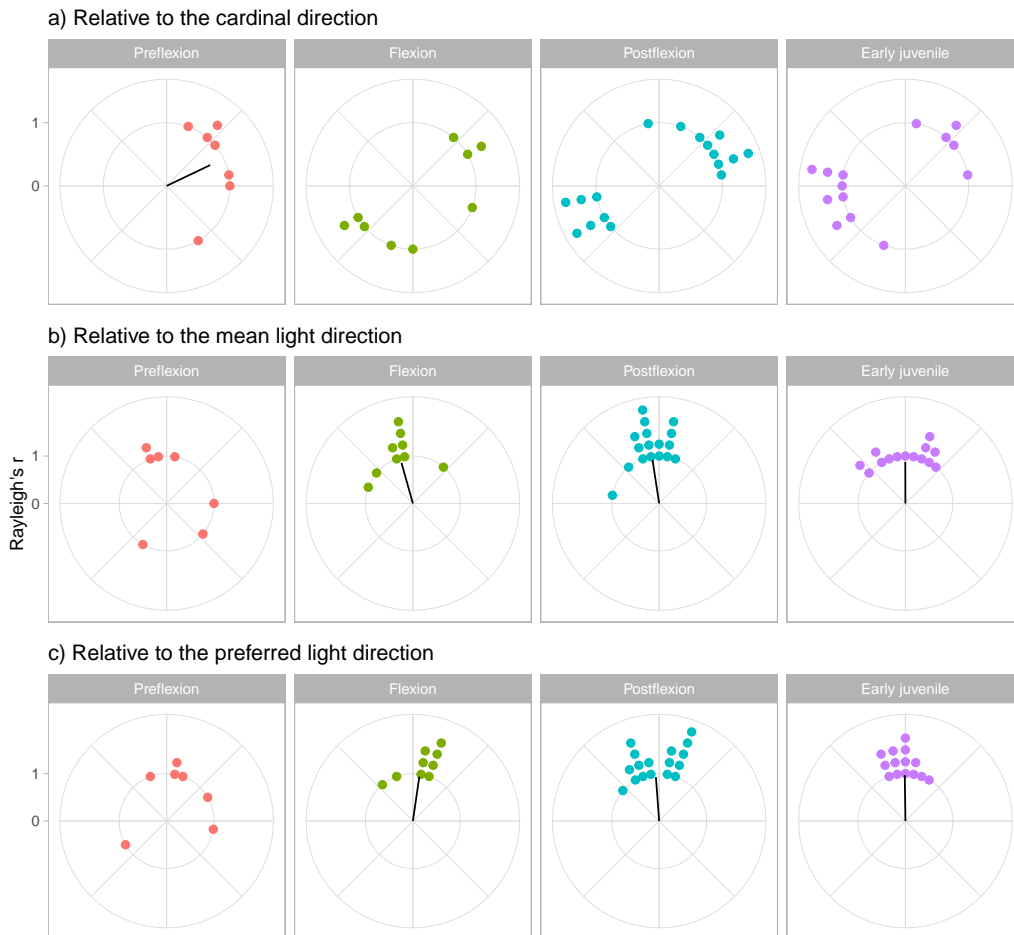 a) Relative to the cardinal direction
Preflexion Flexion Postflexion Early juvenile
1
0
b) Relative to the mean light direction
Preflexion Flexion Postflexion Early juvenile
1
0
Rayleigh's r
c) Relative to the preferred light direction
Preflexion Flexion Postflexion Early juvenile
1
0